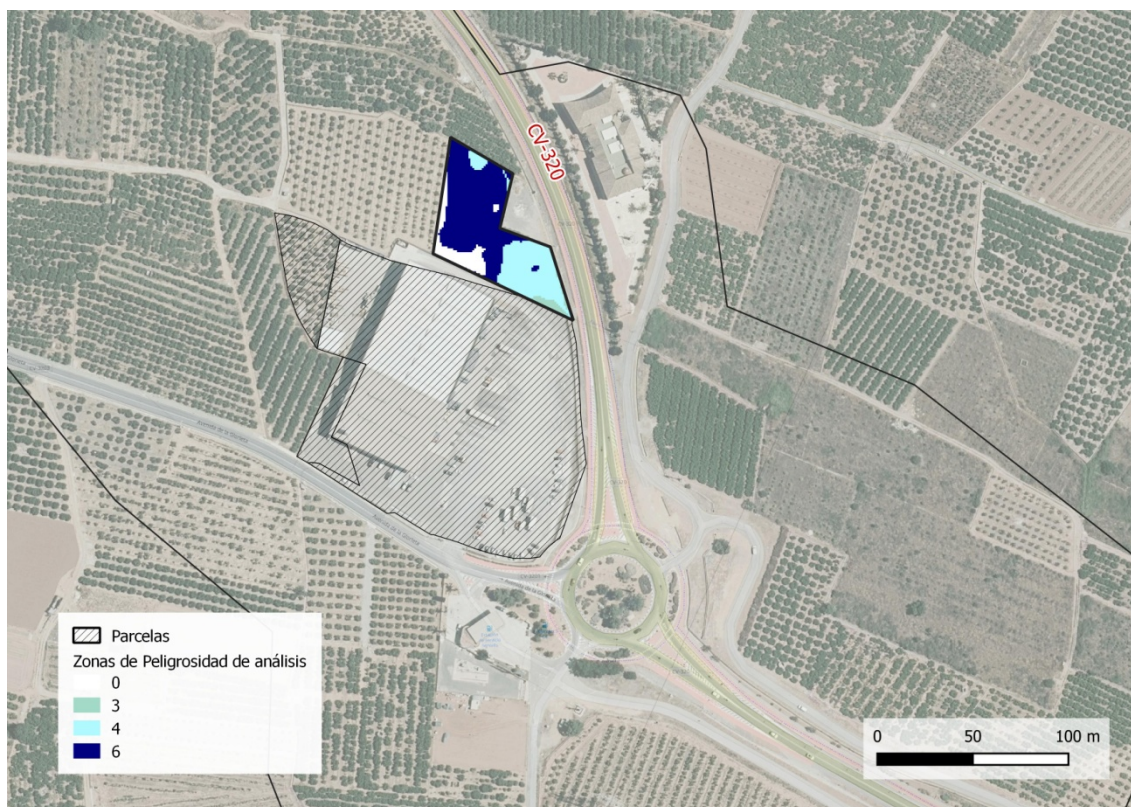 CV-320
Parcelas
Zonas de Peligrosidad de análisis
0
3
4
6
0 50 100 m